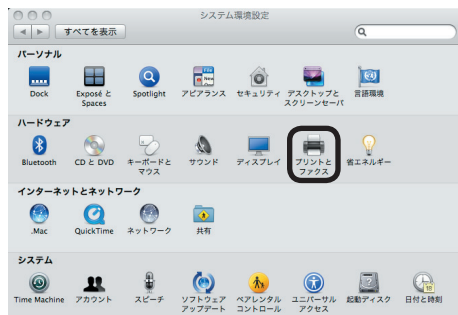 システム環境設定
すべてを表示
パーソナル
Dock
Exposé と
Spaces
Spotlight
アピアランス
セキュリティ
デスクトップと
スクリーンセーバ
言語環境
ハードウェア
Bluetooth
CD と DVD
キーボードと
マウス
サウンド
ディスプレイ
プリントと
ファクス
省エネルギー
インターネットとネットワーク
.Mac
QuickTime
ネットワーク
共有
システム
Time Machine
アカウント
スピーチ
ソフトウェア
アップデート
ペアレンタル
コントロール
ユニバーサル
アクセス
起動ディスク
日付と時刻